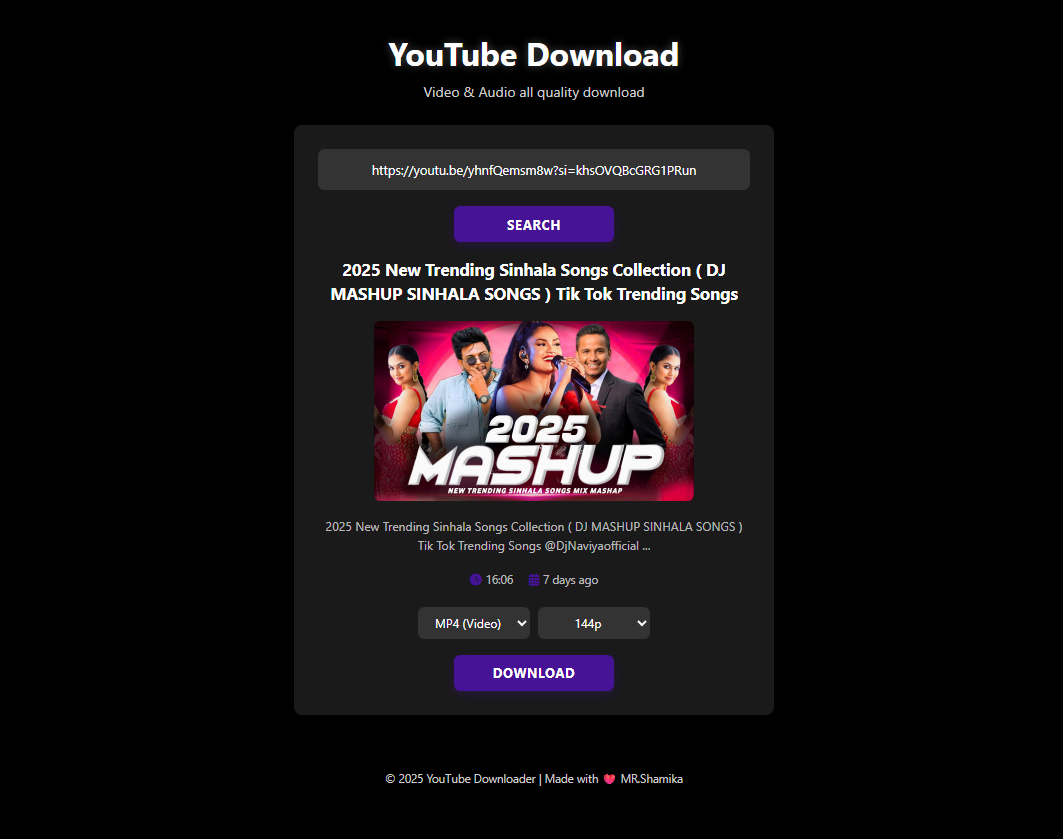 YouTube Download
Video & Audio all quality download
https://youtu.be/yhnfQemsm8w?si=khsOVQBcGRG1PRun
SEARCH
2025 New Trending Sinhala Songs Collection ( DJ
MASHUP SINHALA SONGS ) Tik Tok Trending Songs
2025
MASHUP
NEW TRENDING SINHALA SONGS MIX MASHAP
2025 New Trending Sinhala Songs Collection ( DJ MASHUP SINHALA SONGS )
Tik Tok Trending Songs @DjNaviyaofficial ...
16:06 7 days ago
MP4 (Video) 144p
DOWNLOAD
© 2025 YouTube Downloader | Made with 💖 MR.Shamika